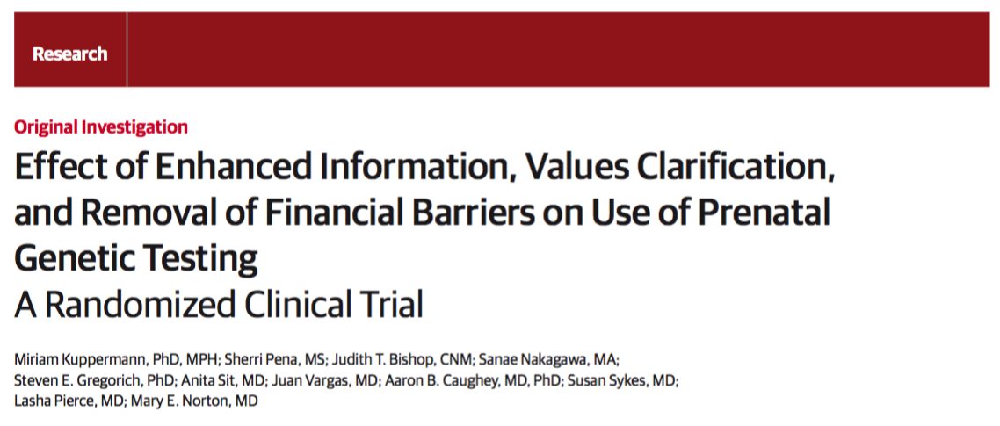 Research
Original Investigation
Effect of Enhanced Information, Values Clarification,
and Removal of Financial Barriers on Use of Prenatal
Genetic Testing
A Randomized Clinical Trial
Miriam Kuppermann, PhD, MPH; Sherri Pena, MS; Judith T. Bishop, CNM; Sanae Nakagawa, MA;
Steven E. Gregorich, PhD; Anita Sit, MD; Juan Vargas, MD; Aaron B. Caughey, MD, PhD; Susan Sykes, MD;
Lasha Pierce, MD; Mary E. Norton, MD